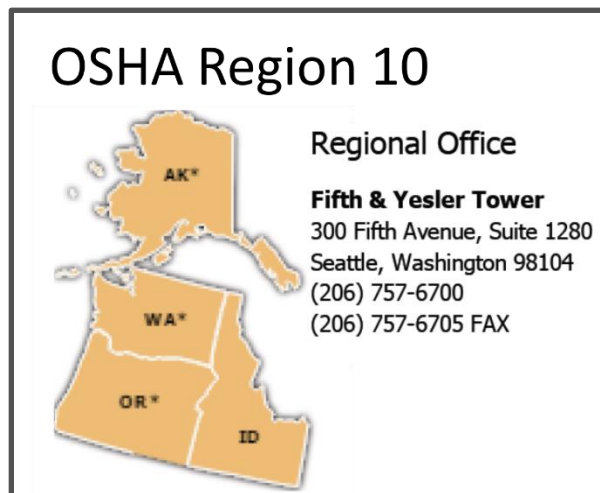 OSHA Region 10
AK*
WA*
OR*
ID
Regional Office
Fifth & Yesler Tower
300 Fifth Avenue, Suite 1280
Seattle, Washington 98104
(206) 757-6700
(206) 757-6705 FAX